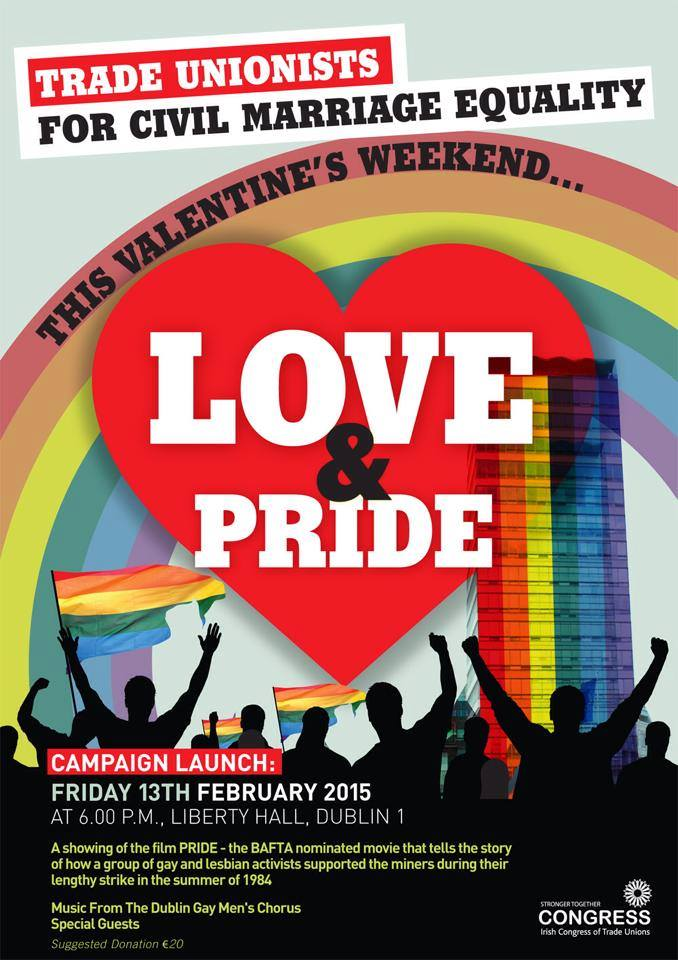 TRADE UNIONISTS
FOR CIVIL MARRIAGE EQUALITY
THIS VALENTINE'S WEEKEND...
LOVE
&
PRIDE
CAMPAIGN LAUNCH:
FRIDAY 13TH FEBRUARY 2015
AT 6.00 P.M., LIBERTY HALL, DUBLIN 1
A showing of the film PRIDE - the BAFTA nominated movie that tells the story
of how a group of gay and lesbian activists supported the miners during their
lengthy strike in the summer of 1984
Music From The Dublin Gay Men's Chorus
Special Guests
Suggested Donation €20
STRONGER TOGETHER
CONGRESS
Irish Congress of Trade Unions